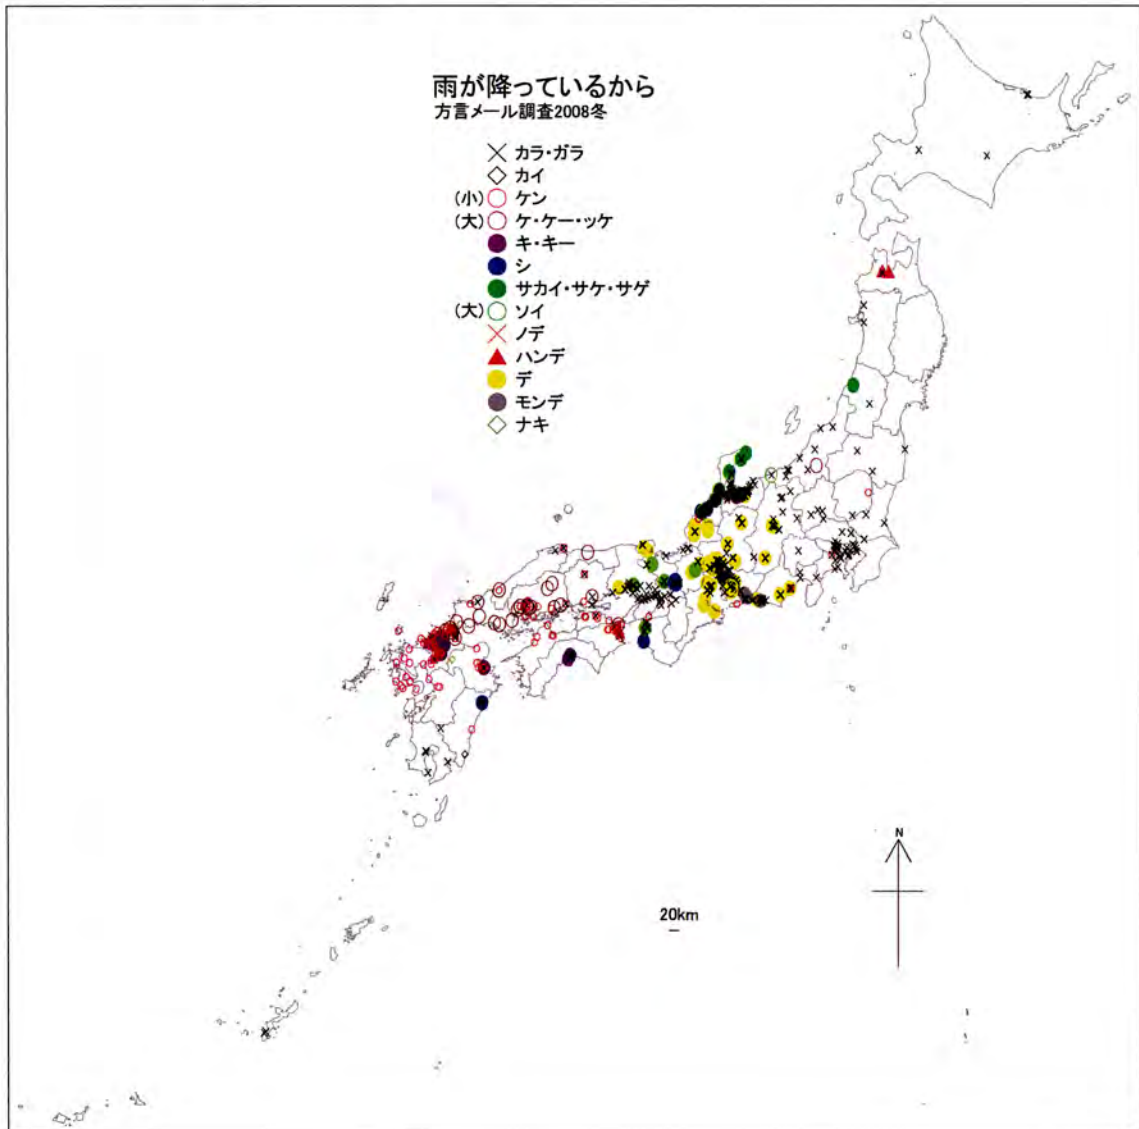 雨が降っているから
方言メール調査2008冬
カラ・ガラ
カイ
(小) ケン
(大) ケ・ケー・ッケ
キ・キー
シ
サカイ・サケ・サゲ
(大) ソイ
ノデ
ハンデ
デ
モンデ
ナキ
N
20km